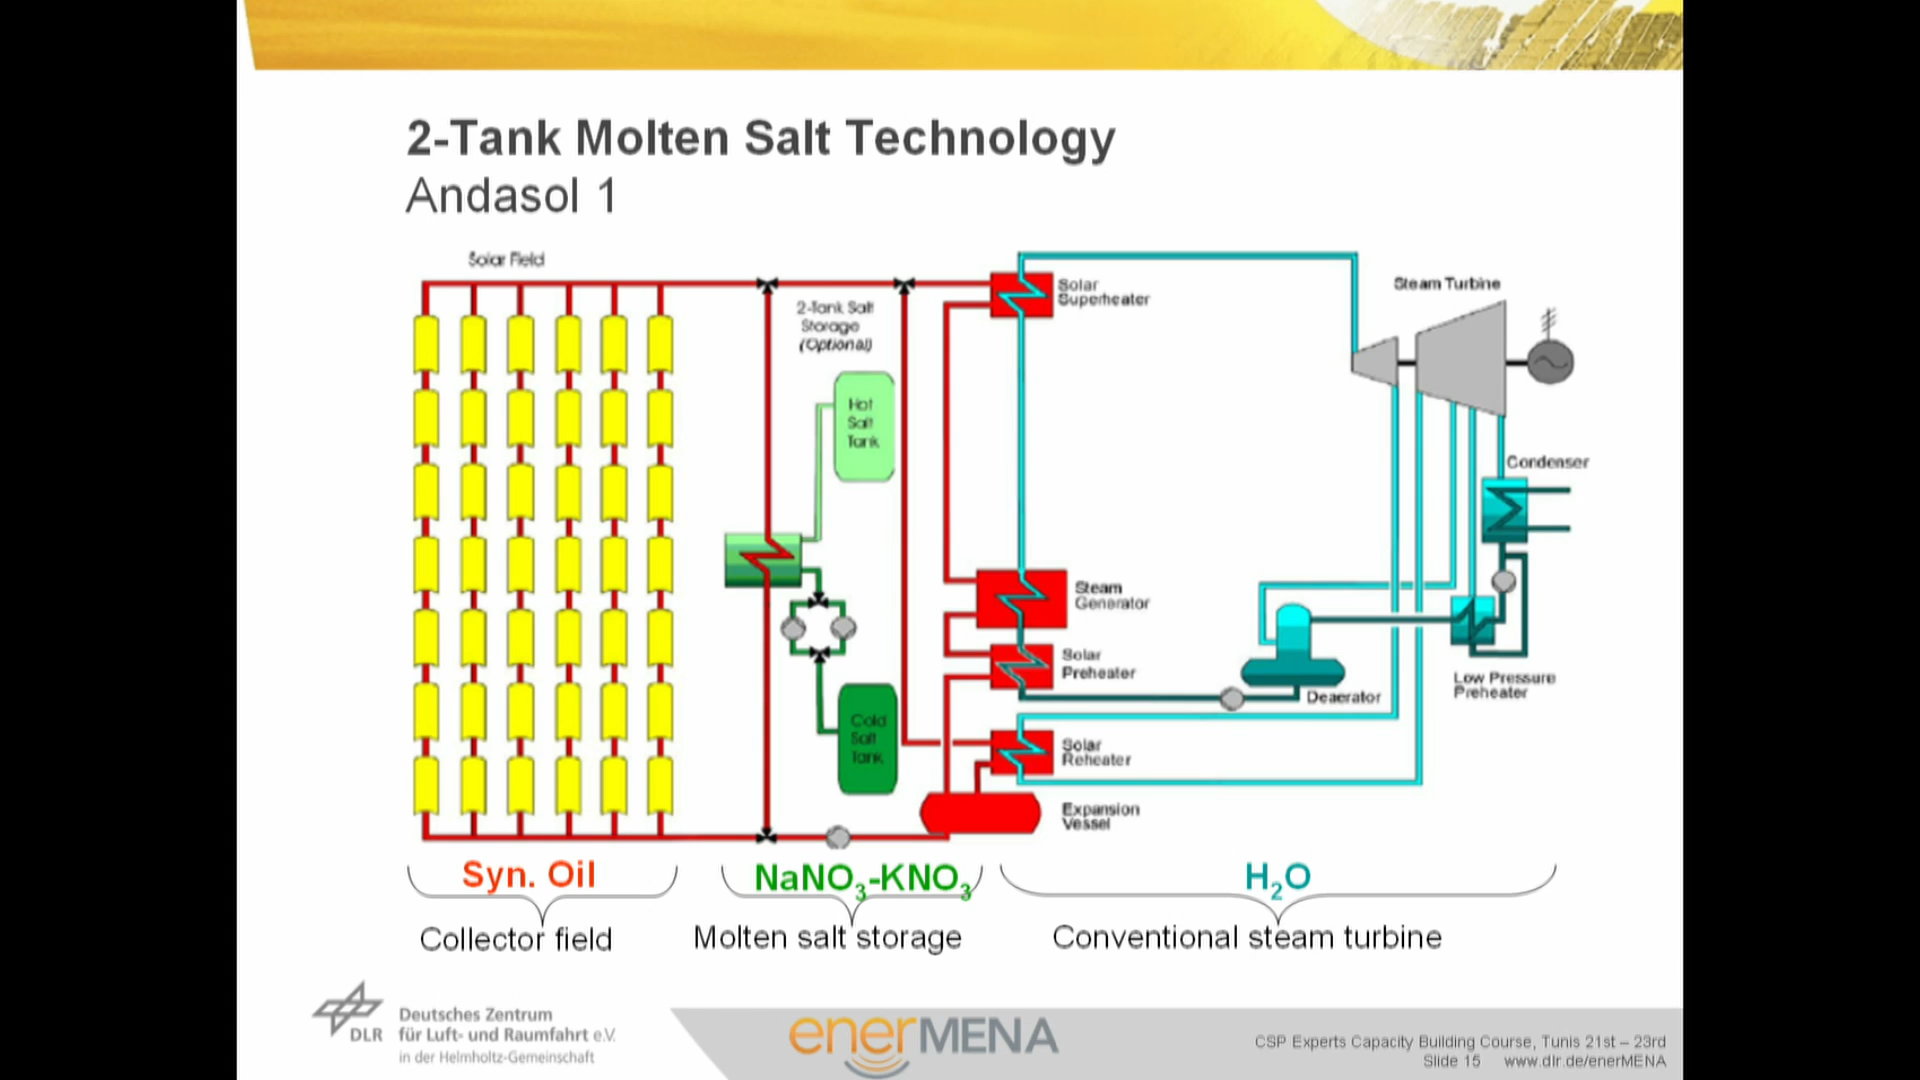 2-Tank Molten Salt Technology
Andasol 1
Solar Field
2-Tank Salt
Storage
(Optional)
Hot
Salt
Tank
Cold
Salt
Tank
Solar
Superheater
Steam Turbine
Condenser
Steam
Generator
Solar
Preheater
Deaerator
Low Pressure
Preheater
Solar
Reheater
Expansion
Vessel
Syn. Oil
NaNO₃-KNO₃
H₂O
Collector field
Molten salt storage
Conventional steam turbine
DLR
Deutsches Zentrum
für Luft- und Raumfahrt e.V.
in der Helmholtz-Gemeinschaft
enerMENA
CSP Experts Capacity Building Course, Tunis 21st – 23rd
Slide 15 www.dlr.de/enerMENA